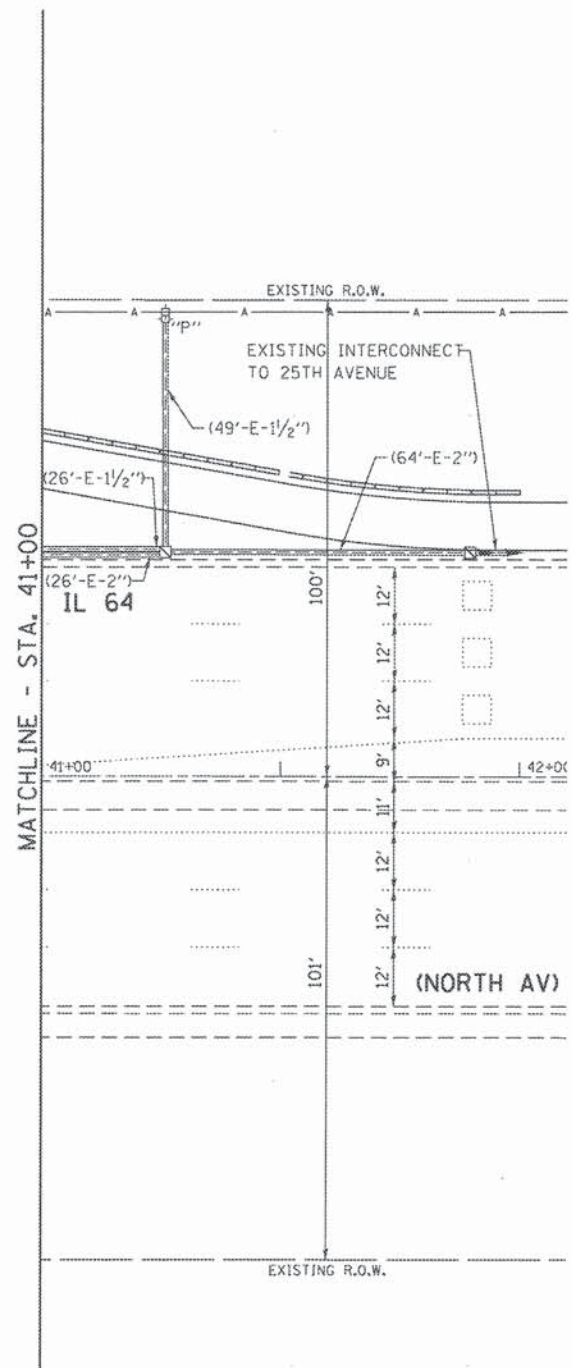 EXISTING R.O.W.
A A A A A A
"P"
EXISTING INTERCONNECT
TO 25TH AVENUE
(49'-E-1½")
(64'-E-2")
(26'-E-1½")
(26'-E-2")
IL 64
MATCHLINE - STA. 41+00
100'
12'
12'
12'
9'
41+00
42+00
11'
12'
12'
12'
101'
(NORTH AV)
EXISTING R.O.W.